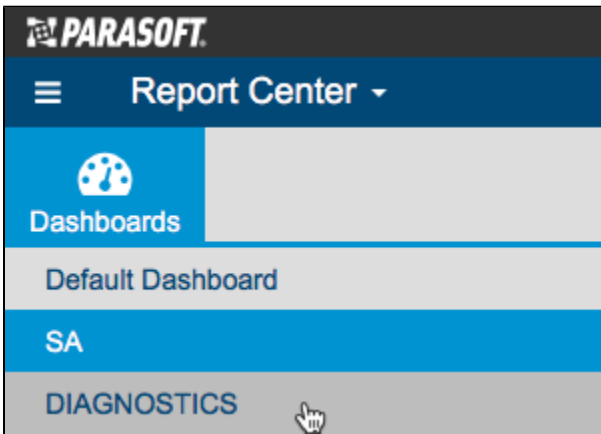 PARASOFT.
Report Center
Dashboards
Default Dashboard
SA
DIAGNOSTICS